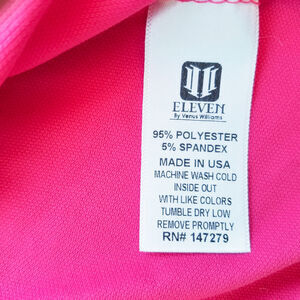 ELEVEN
By Venus Williams
95% POLYESTER
5% SPANDEX
MADE IN USA
MACHINE WASH COLD
INSIDE OUT
WITH LIKE COLORS
TUMBLE DRY LOW
REMOVE PROMPTLY
RN# 147279